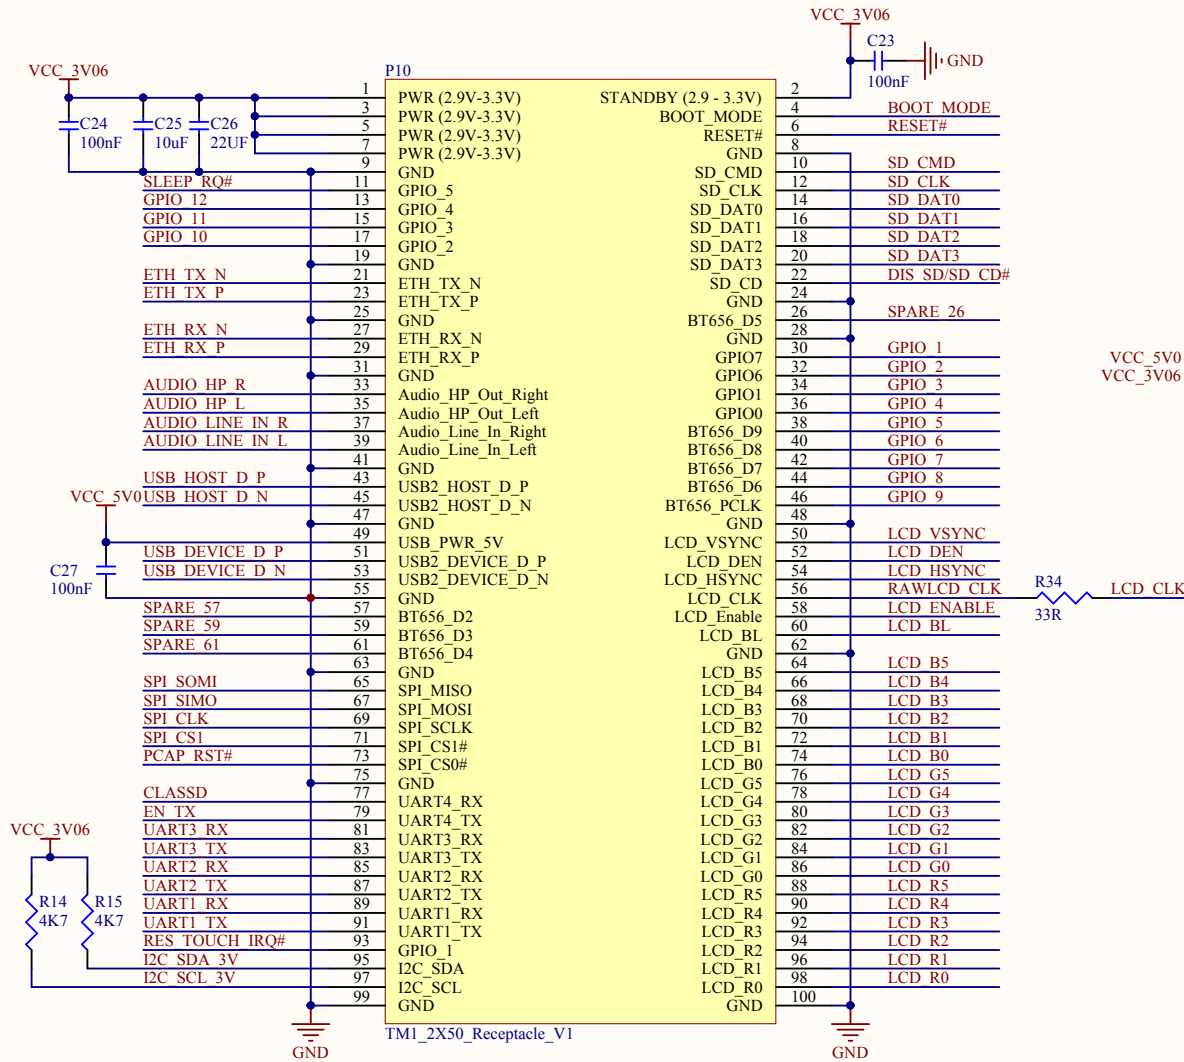 VCC_3V06
C23
100nF
GND
VCC_3V06
P10
C24
100nF
C25
10uF
C26
22UF
1 PWR (2.9V-3.3V) STANDBY (2.9 - 3.3V) 2
3 PWR (2.9V-3.3V) BOOT_MODE 4 BOOT_MODE
5 PWR (2.9V-3.3V) RESET# 6 RESET#
7 PWR (2.9V-3.3V) GND 8
9 GND SD_CMD 10 SD_CMD
SLEEP_RQ# 11 GPIO_5 SD_CLK 12 SD_CLK
GPIO_12 13 GPIO_4 SD_DAT0 14 SD_DAT0
GPIO_11 15 GPIO_3 SD_DAT1 16 SD_DAT1
GPIO_10 17 GPIO_2 SD_DAT2 18 SD_DAT2
19 GND SD_DAT3 20 SD_DAT3
ETH_TX_N 21 ETH_TX_N SD_CD 22 DIS_SD/SD_CD#
ETH_TX_P 23 ETH_TX_P GND 24
25 GND BT656_D5 26 SPARE_26
ETH_RX_N 27 ETH_RX_N GND 28
ETH_RX_P 29 ETH_RX_P GPIO7 30 GPIO_1
VCC_5V0
31 GND GPIO6 32 GPIO_2
VCC_3V06
AUDIO_HP_R 33 Audio_HP_Out_Right GPIO1 34 GPIO_3
AUDIO_HP_L 35 Audio_HP_Out_Left GPIO0 36 GPIO_4
AUDIO_LINE_IN_R 37 Audio_Line_In_Right BT656_D9 38 GPIO_5
AUDIO_LINE_IN_L 39 Audio_Line_In_Left BT656_D8 40 GPIO_6
41 GND BT656_D7 42 GPIO_7
USB_HOST_D_P 43 USB2_HOST_D_P BT656_D6 44 GPIO_8
VCC_5V0
USB_HOST_D_N 45 USB2_HOST_D_N BT656_PCLK 46 GPIO_9
47 GND GND 48
49 USB_PWR_5V LCD_VSYNC 50 LCD_VSYNC
USB_DEVICE_D_P 51 USB2_DEVICE_D_P LCD_DEN 52 LCD_DEN
USB_DEVICE_D_N 53 USB2_DEVICE_D_N LCD_HSYNC 54 LCD_HSYNC
C27
100nF
55 GND LCD_CLK 56 RAWLCD_CLK
R34
33R
LCD_CLK
SPARE_57 57 BT656_D2 LCD_Enable 58 LCD_ENABLE
SPARE_59 59 BT656_D3 LCD_BL 60 LCD_BL
SPARE_61 61 BT656_D4 GND 62
63 GND LCD_B5 64 LCD_B5
SPI_SOMI 65 SPI_MISO LCD_B4 66 LCD_B4
SPI_SIMO 67 SPI_MOSI LCD_B3 68 LCD_B3
SPI_CLK 69 SPI_SCLK LCD_B2 70 LCD_B2
SPI_CS1 71 SPI_CS1# LCD_B1 72 LCD_B1
PCAP_RST# 73 SPI_CS0# LCD_B0 74 LCD_B0
75 GND LCD_G5 76 LCD_G5
CLASSD 77 UART4_RX LCD_G4 78 LCD_G4
EN_TX 79 UART4_TX LCD_G3 80 LCD_G3
VCC_3V06
UART3_RX 81 UART3_RX LCD_G2 82 LCD_G2
UART3_TX 83 UART3_TX LCD_G1 84 LCD_G1
UART2_RX 85 UART2_RX LCD_G0 86 LCD_G0
UART2_TX 87 UART2_TX LCD_R5 88 LCD_R5
R14
4K7
R15
4K7
UART1_RX 89 UART1_RX LCD_R4 90 LCD_R4
UART1_TX 91 UART1_TX LCD_R3 92 LCD_R3
RES_TOUCH_IRQ# 93 GPIO_1 LCD_R2 94 LCD_R2
I2C_SDA_3V 95 I2C_SDA LCD_R1 96 LCD_R1
I2C_SCL_3V 97 I2C_SCL LCD_R0 98 LCD_R0
99 GND GND 100
TM1_2X50_Receptacle_V1
GND
GND